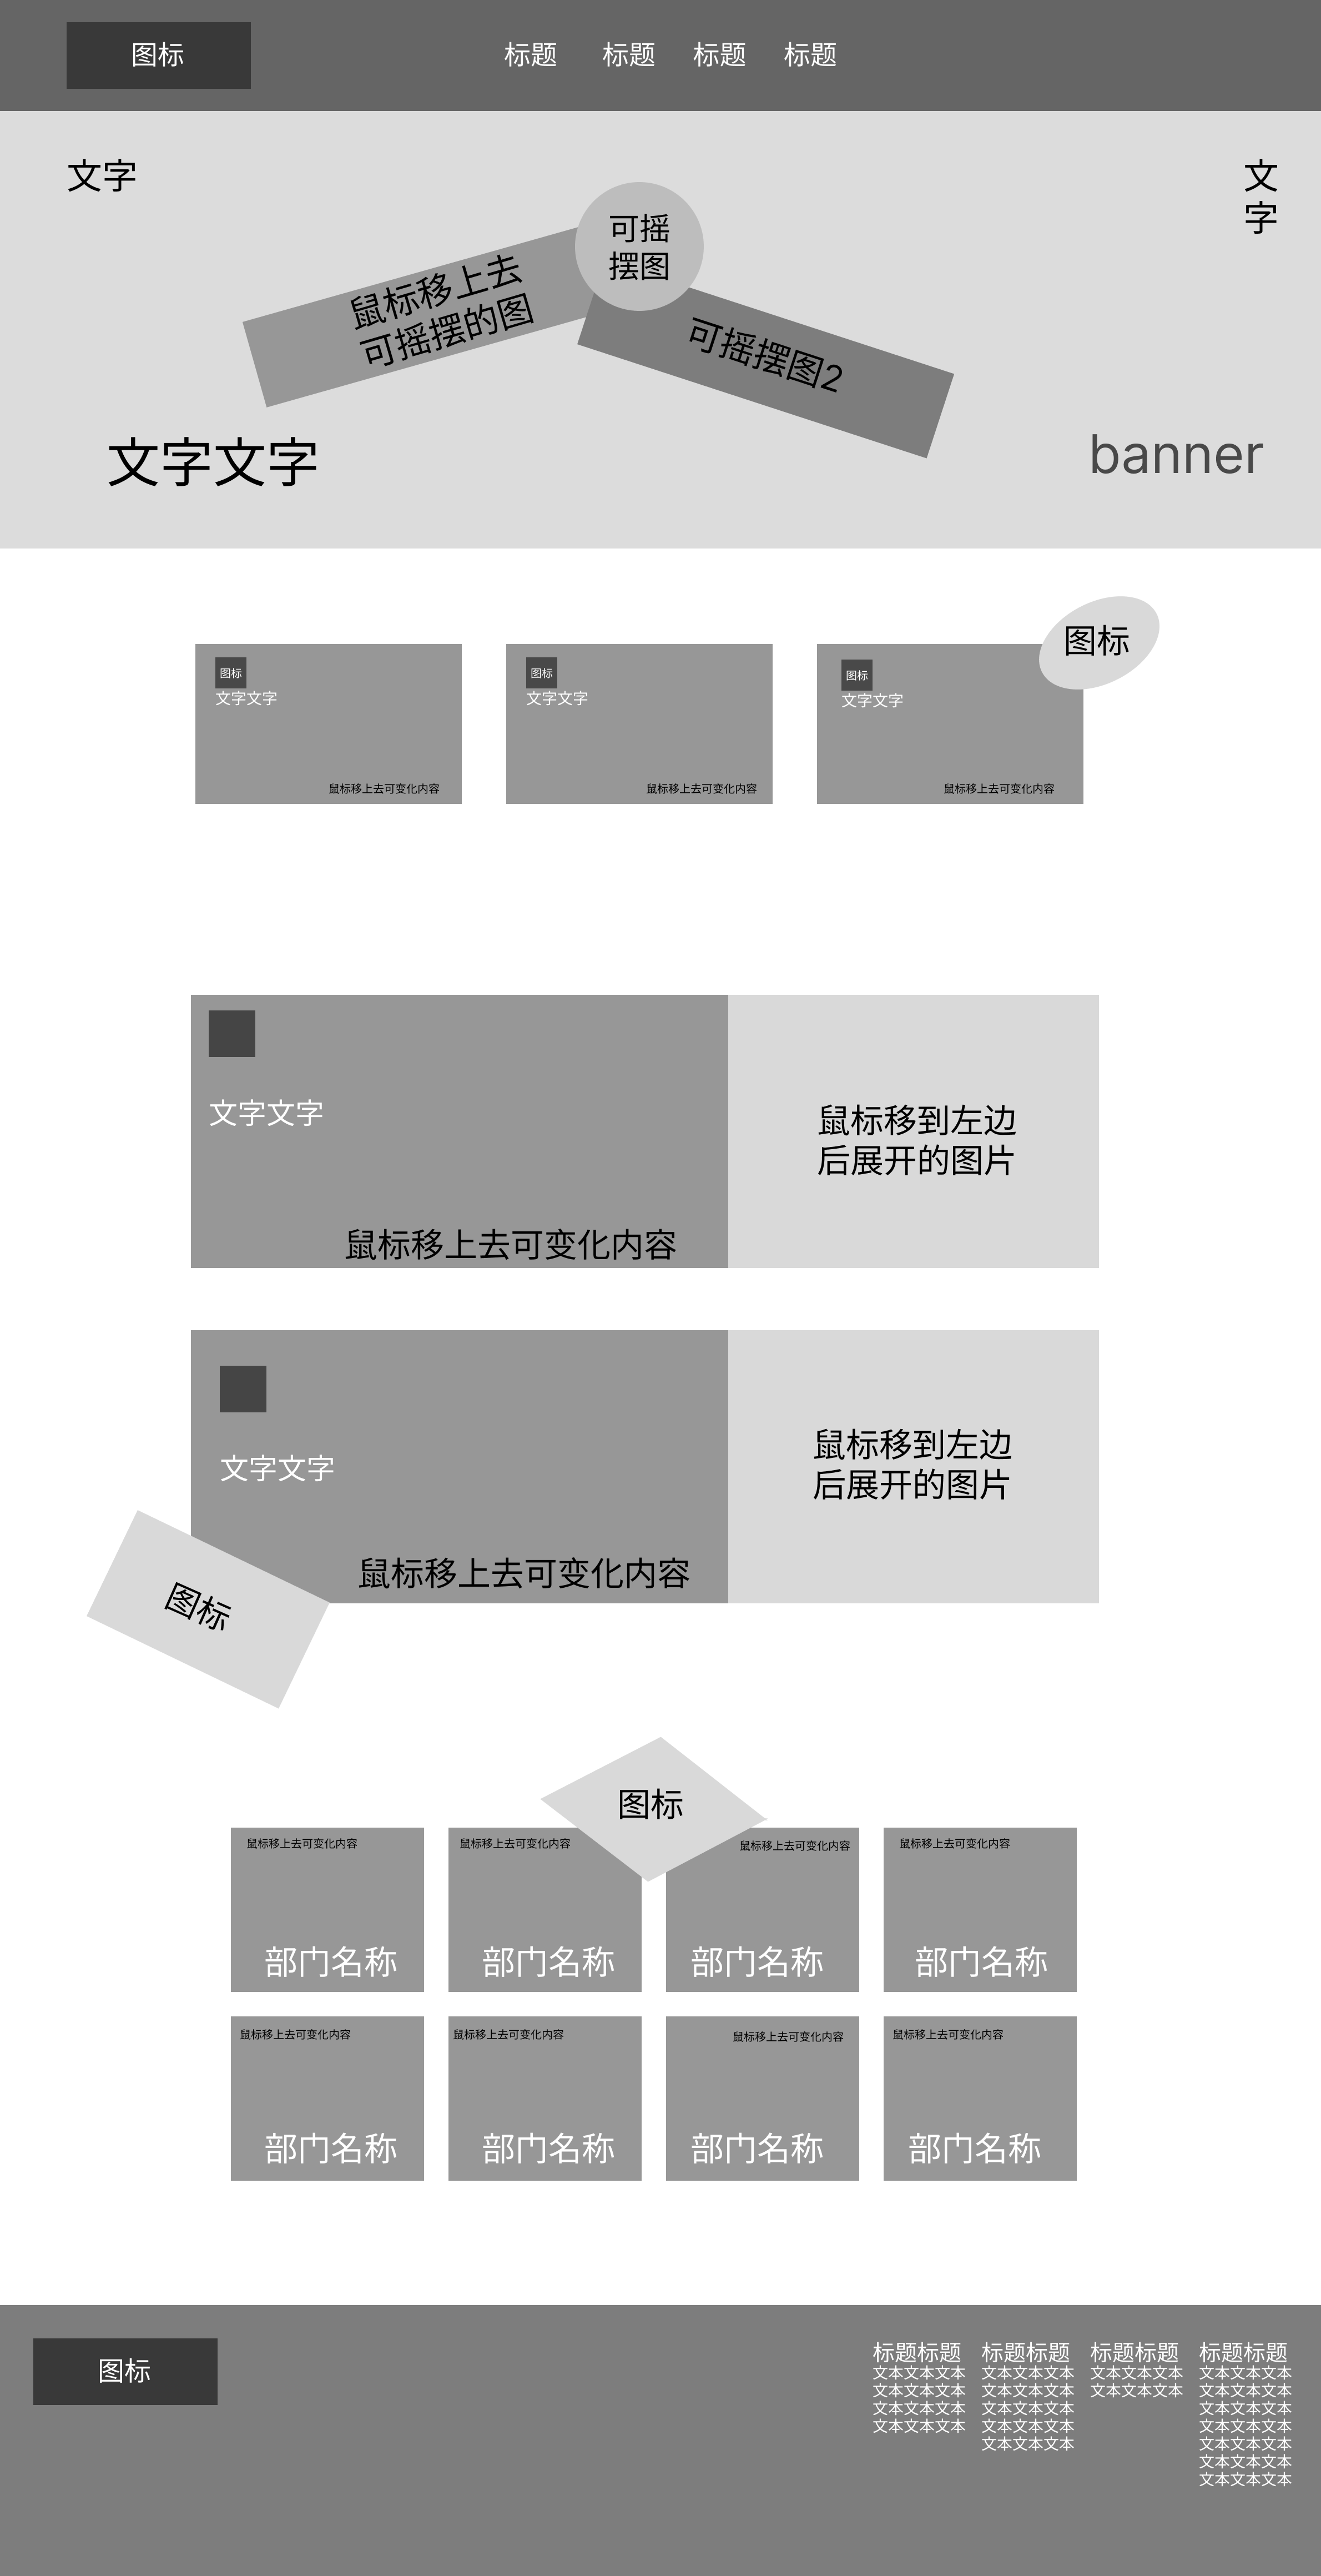 图标
标题 标题 标题 标题
文字
文
字
可摇
摆图
鼠标移上去
可摇摆的图
可摇摆图2
文字文字
banner
图标
图标
文字文字
鼠标移上去可变化内容
图标
文字文字
鼠标移上去可变化内容
图标
文字文字
鼠标移上去可变化内容
文字文字
鼠标移上去可变化内容
鼠标移到左边
后展开的图片
文字文字
鼠标移上去可变化内容
鼠标移到左边
后展开的图片
图标
图标
鼠标移上去可变化内容
部门名称
鼠标移上去可变化内容
部门名称
鼠标移上去可变化内容
部门名称
鼠标移上去可变化内容
部门名称
鼠标移上去可变化内容
部门名称
鼠标移上去可变化内容
部门名称
鼠标移上去可变化内容
部门名称
鼠标移上去可变化内容
部门名称
图标
标题标题
文本文本文本
文本文本文本
文本文本文本
文本文本文本
标题标题
文本文本文本
文本文本文本
文本文本文本
文本文本文本
文本文本文本
标题标题
文本文本文本
文本文本文本
标题标题
文本文本文本
文本文本文本
文本文本文本
文本文本文本
文本文本文本
文本文本文本
文本文本文本